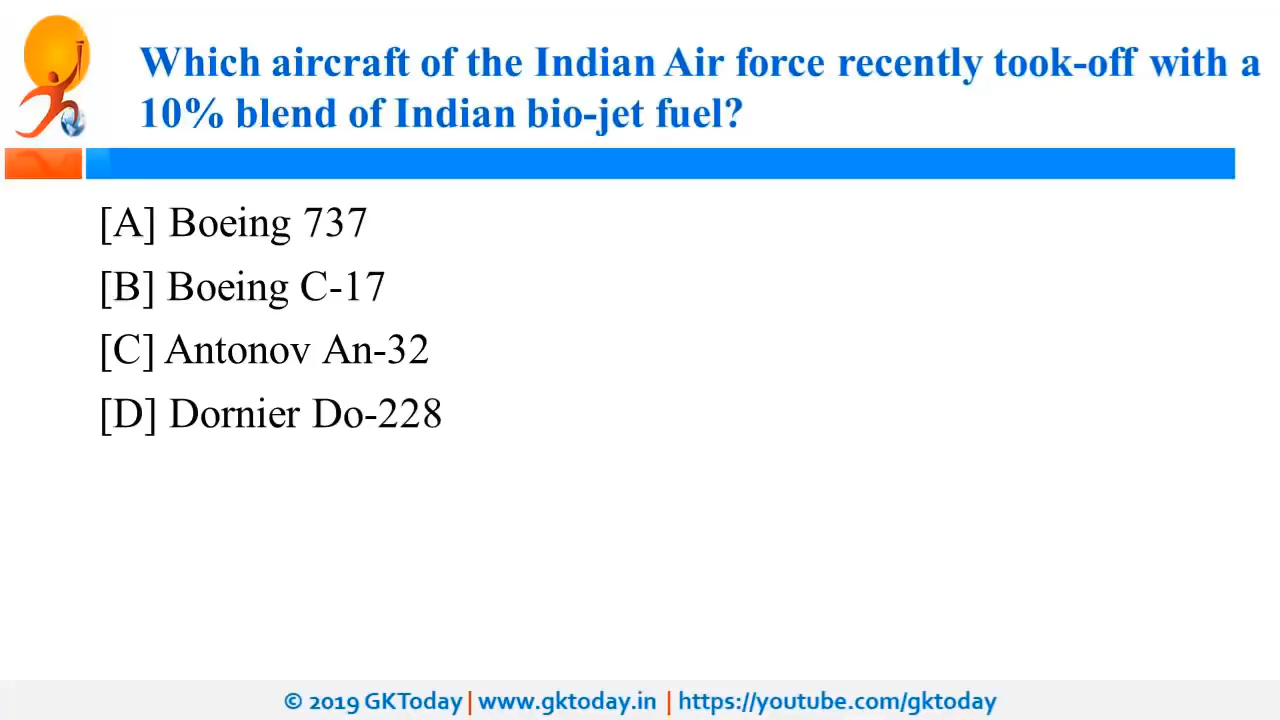 Which aircraft of the Indian Air force recently took-off with a
10% blend of Indian bio-jet fuel?
[A] Boeing 737
[B] Boeing C-17
[C] Antonov An-32
[D] Dornier Do-228
© 2019 GKToday | www.gktoday.in | https://youtube.com/gktoday